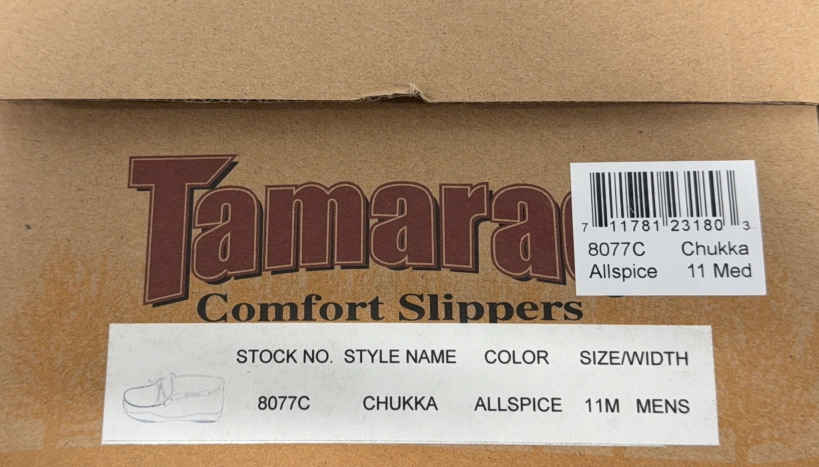 Tamarac
7 11781 23180 3
8077C Chukka
Allspice 11 Med
Comfort Slippers
STOCK NO. STYLE NAME COLOR SIZE/WIDTH
8077C CHUKKA ALLSPICE 11M MENS